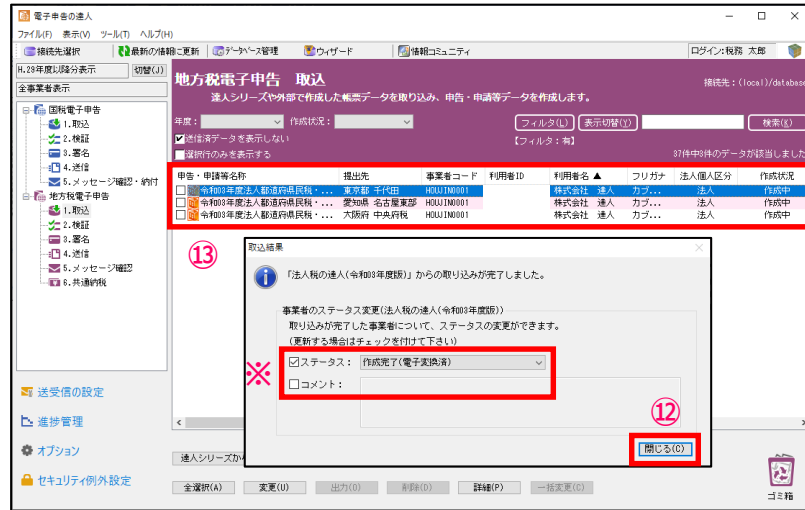 電子申告の達人
ファイル(F) 表示(V) ツール(T) ヘルプ(H)
接続先選択 最新の情報に更新 データベース管理 ウィザード 情報コミュニティ ログイン:税務 太郎
H.29年度以降分表示 切替(J)
全事業者表示
国税電子申告
1.取込
2.検証
3.署名
4.送信
5.メッセージ確認・納付
地方税電子申告
1.取込
2.検証
3.署名
4.送信
5.メッセージ確認
6.共通納税
送受信の設定
進捗管理
オプション
セキュリティ例外設定
地方税電子申告 取込
接続先:(local)/database
達人シリーズや外部で作成した帳票データを取り込み、申告・申請等データを作成します。
年度: 作成状況: フィルタ(L) 表示切替(Y) 検索(K)
送信済データを表示しない 【フィルタ:有】
選択行のみを表示する 37件中3件のデータが該当しました
申告・申請等名称 提出先 事業者コード 利用者ID 利用者名 ▲ フリガナ 法人個人区分 作成状況
令和03年度法人都道府県民税・... 東京都 千代田 HOUJIN0001 株式会社 達人 カブ... 法人 作成中
令和03年度法人都道府県民税・... 愛知県 名古屋東部 HOUJIN0001 株式会社 達人 カブ... 法人 作成中
令和03年度法人都道府県民税・... 大阪府 中央府税 HOUJIN0001 株式会社 達人 カブ... 法人 作成中
⑬
取込結果
「法人税の達人(令和03年度版)」からの取り込みが完了しました。
事業者のステータス変更(法人税の達人(令和03年度版))
取り込みが完了した事業者について、ステータスの変更ができます。
(更新する場合はチェックを付けて下さい)
※
ステータス: 作成完了(電子変換済)
コメント:
⑫
閉じる(C)
達人シリーズか
全選択(A) 変更(U) 出力(O) 削除(D) 詳細(P) 一括変更(C)
ゴミ箱